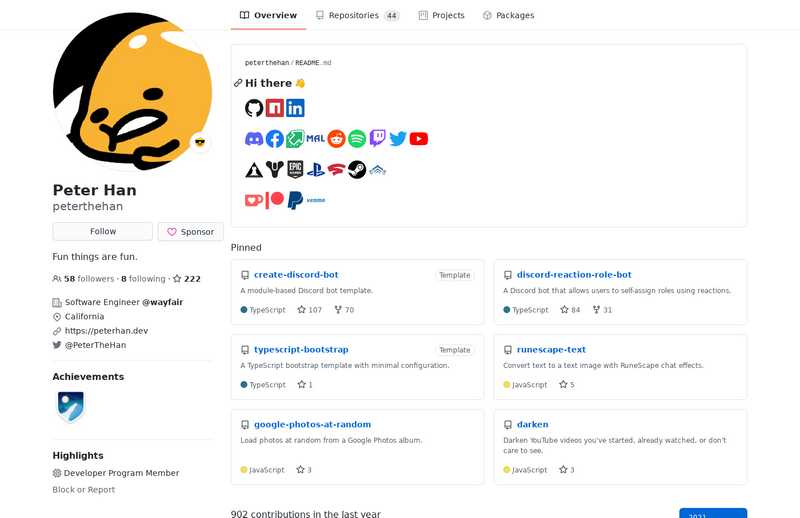 Overview
Repositories 44
Projects
Packages
peterthehan/README.md
Hi there 👋
MAL
EPIC GAMES
venmo
Peter Han
peterthehan
Follow
Sponsor
Fun things are fun.
58 followers · 8 following · 222
Software Engineer @wayfair
California
https://peterhan.dev
@PeterTheHan
Achievements
Highlights
Developer Program Member
Block or Report
Pinned
create-discord-bot Template
A module-based Discord bot template.
TypeScript 107 70
discord-reaction-role-bot
A Discord bot that allows users to self-assign roles using reactions.
TypeScript 84 31
typescript-bootstrap Template
A TypeScript bootstrap template with minimal configuration.
TypeScript 1
runescape-text
Convert text to a text image with RuneScape chat effects.
JavaScript 5
google-photos-at-random
Load photos at random from a Google Photos album.
JavaScript 3
darken
Darken YouTube videos you've started, already watched, or don't
care to see.
JavaScript 3
902 contributions in the last year
2021